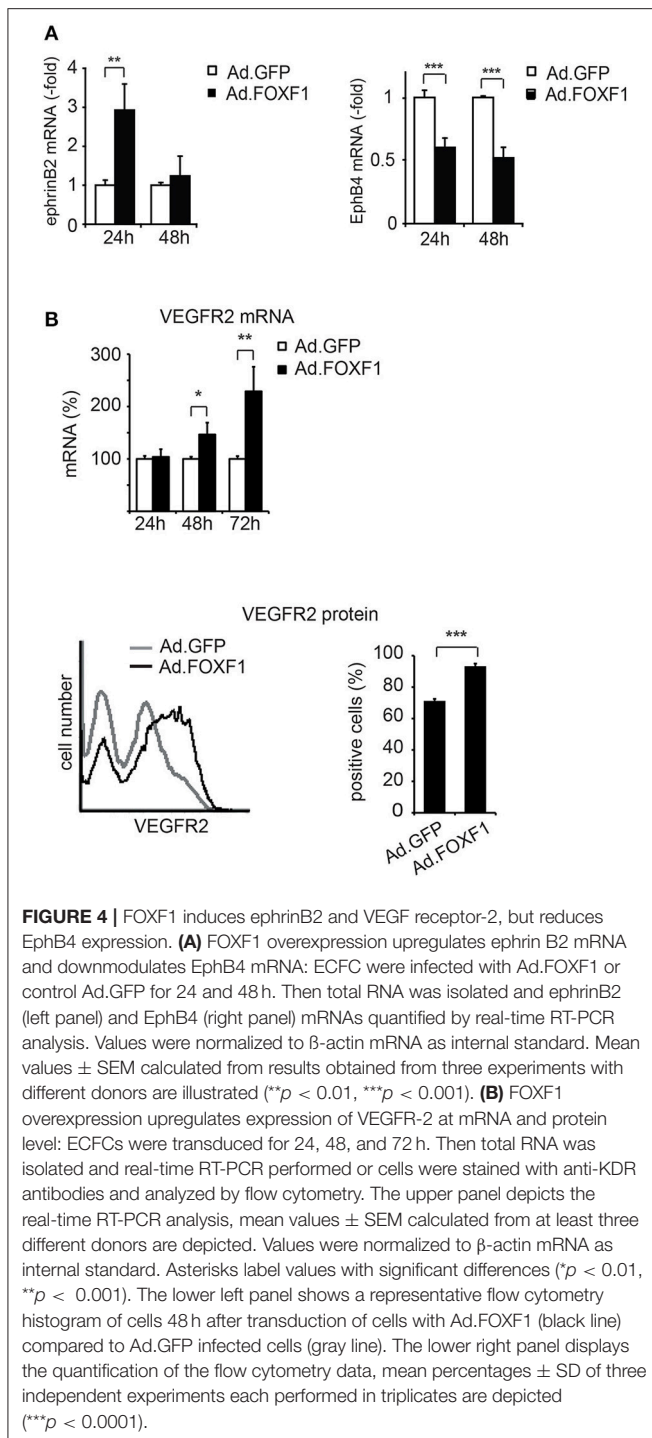 A
ephrinB2 mRNA (-fold)
4
3
2
1
0
**
Ad.GFP
Ad.FOXF1
24h 48h
EphB4 mRNA (-fold)
1
0.5
0
*** ***
Ad.GFP
Ad.FOXF1
24h 48h
B
VEGFR2 mRNA
mRNA (%)
300
200
100
* **
Ad.GFP
Ad.FOXF1
24h 48h 72h
VEGFR2 protein
Ad.GFP
Ad.FOXF1
cell number
VEGFR2
positive cells (%)
100
80
60
40
20
0
***
Ad.GFP
Ad.FOXF1
FIGURE 4 | FOXF1 induces ephrinB2 and VEGF receptor-2, but reduces
EphB4 expression. (A) FOXF1 overexpression upregulates ephrin B2 mRNA
and downmodulates EphB4 mRNA: ECFC were infected with Ad.FOXF1 or
control Ad.GFP for 24 and 48 h. Then total RNA was isolated and ephrinB2
(left panel) and EphB4 (right panel) mRNAs quantified by real-time RT-PCR
analysis. Values were normalized to ß-actin mRNA as internal standard. Mean
values ± SEM calculated from results obtained from three experiments with
different donors are illustrated (**p < 0.01, ***p < 0.001). (B) FOXF1
overexpression upregulates expression of VEGFR-2 at mRNA and protein
level: ECFCs were transduced for 24, 48, and 72 h. Then total RNA was
isolated and real-time RT-PCR performed or cells were stained with anti-KDR
antibodies and analyzed by flow cytometry. The upper panel depicts the
real-time RT-PCR analysis, mean values ± SEM calculated from at least three
different donors are depicted. Values were normalized to β-actin mRNA as
internal standard. Asterisks label values with significant differences (*p < 0.01,
**p < 0.001). The lower left panel shows a representative flow cytometry
histogram of cells 48 h after transduction of cells with Ad.FOXF1 (black line)
compared to Ad.GFP infected cells (gray line). The lower right panel displays
the quantification of the flow cytometry data, mean percentages ± SD of three
independent experiments each performed in triplicates are depicted
(***p < 0.0001).